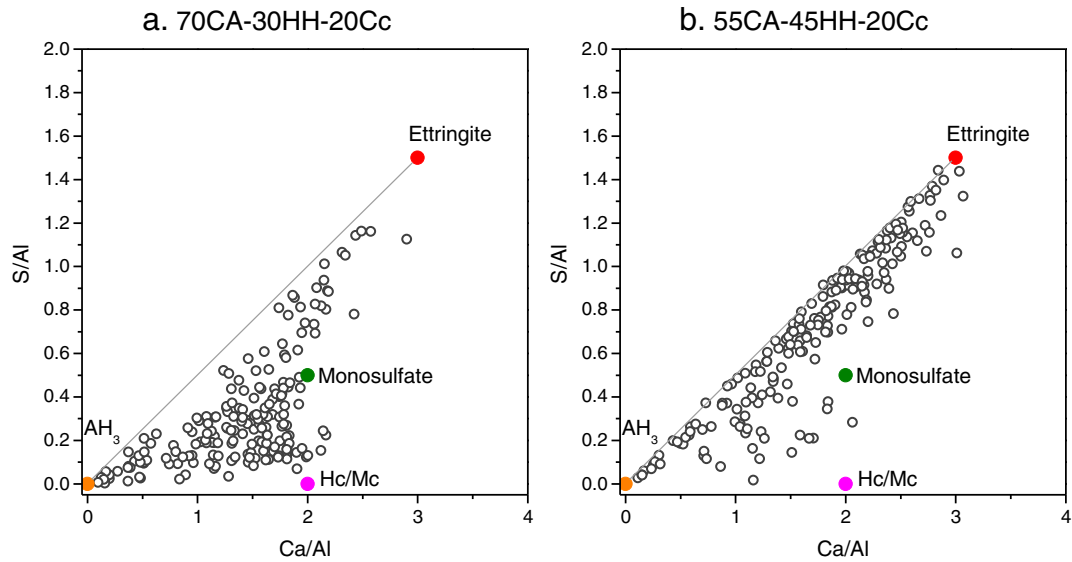 a. 70CA-30HH-20Cc
2.0
1.8
1.6
1.4
1.2
1.0
0.8
0.6
0.4
0.2
0.0
S/Al
Ettringite
Monosulfate
AH3
Hc/Mc
0 1 2 3 4
Ca/Al
b. 55CA-45HH-20Cc
2.0
1.8
1.6
1.4
1.2
1.0
0.8
0.6
0.4
0.2
0.0
S/Al
Ettringite
Monosulfate
AH3
Hc/Mc
0 1 2 3 4
Ca/Al